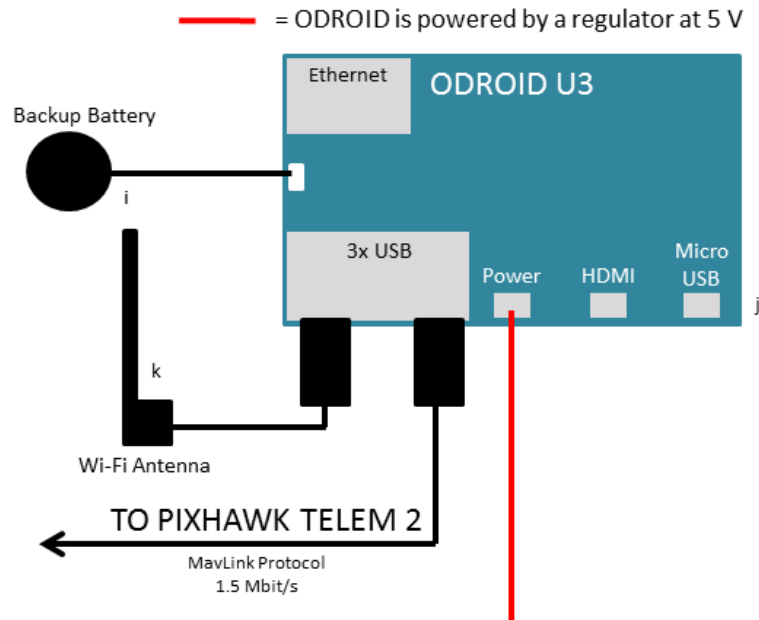 = ODROID is powered by a regulator at 5 V
Ethernet
ODROID U3
Backup Battery
i
3x USB
Power
HDMI
Micro
USB
j
k
Wi-Fi Antenna
TO PIXHAWK TELEM 2
MavLink Protocol
1.5 Mbit/s